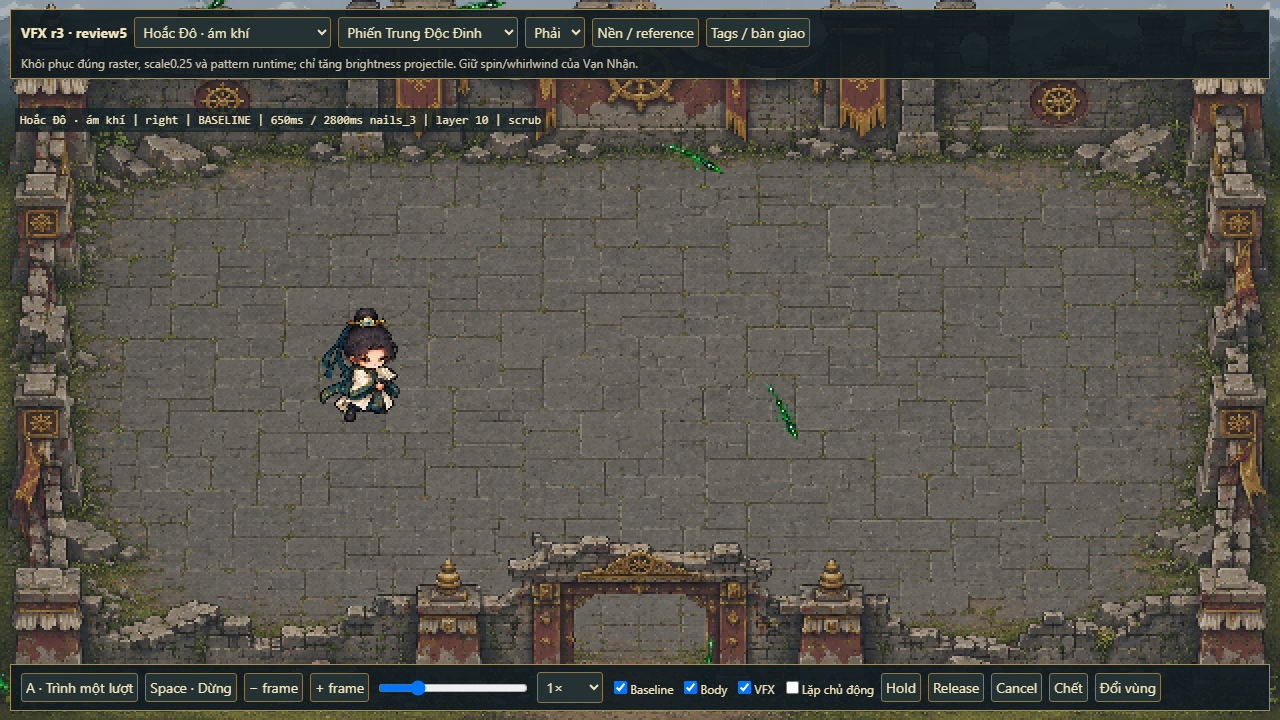 VFX r3 · review5 Hoắc Đô · ám khí Phiến Trung Độc Đinh Phải Nền / reference Tags / bàn giao
Khôi phục đúng raster, scale0.25 và pattern runtime; chỉ tăng brightness projectile. Giữ spin/whirlwind của Vạn Nhận.
Hoắc Đô · ám khí | right | BASELINE | 650ms / 2800ms nails_3 | layer 10 | scrub
A · Trình một lượt Space · Dừng − frame + frame 1× Baseline Body VFX Lặp chủ động Hold Release Cancel Chết Đổi vùng